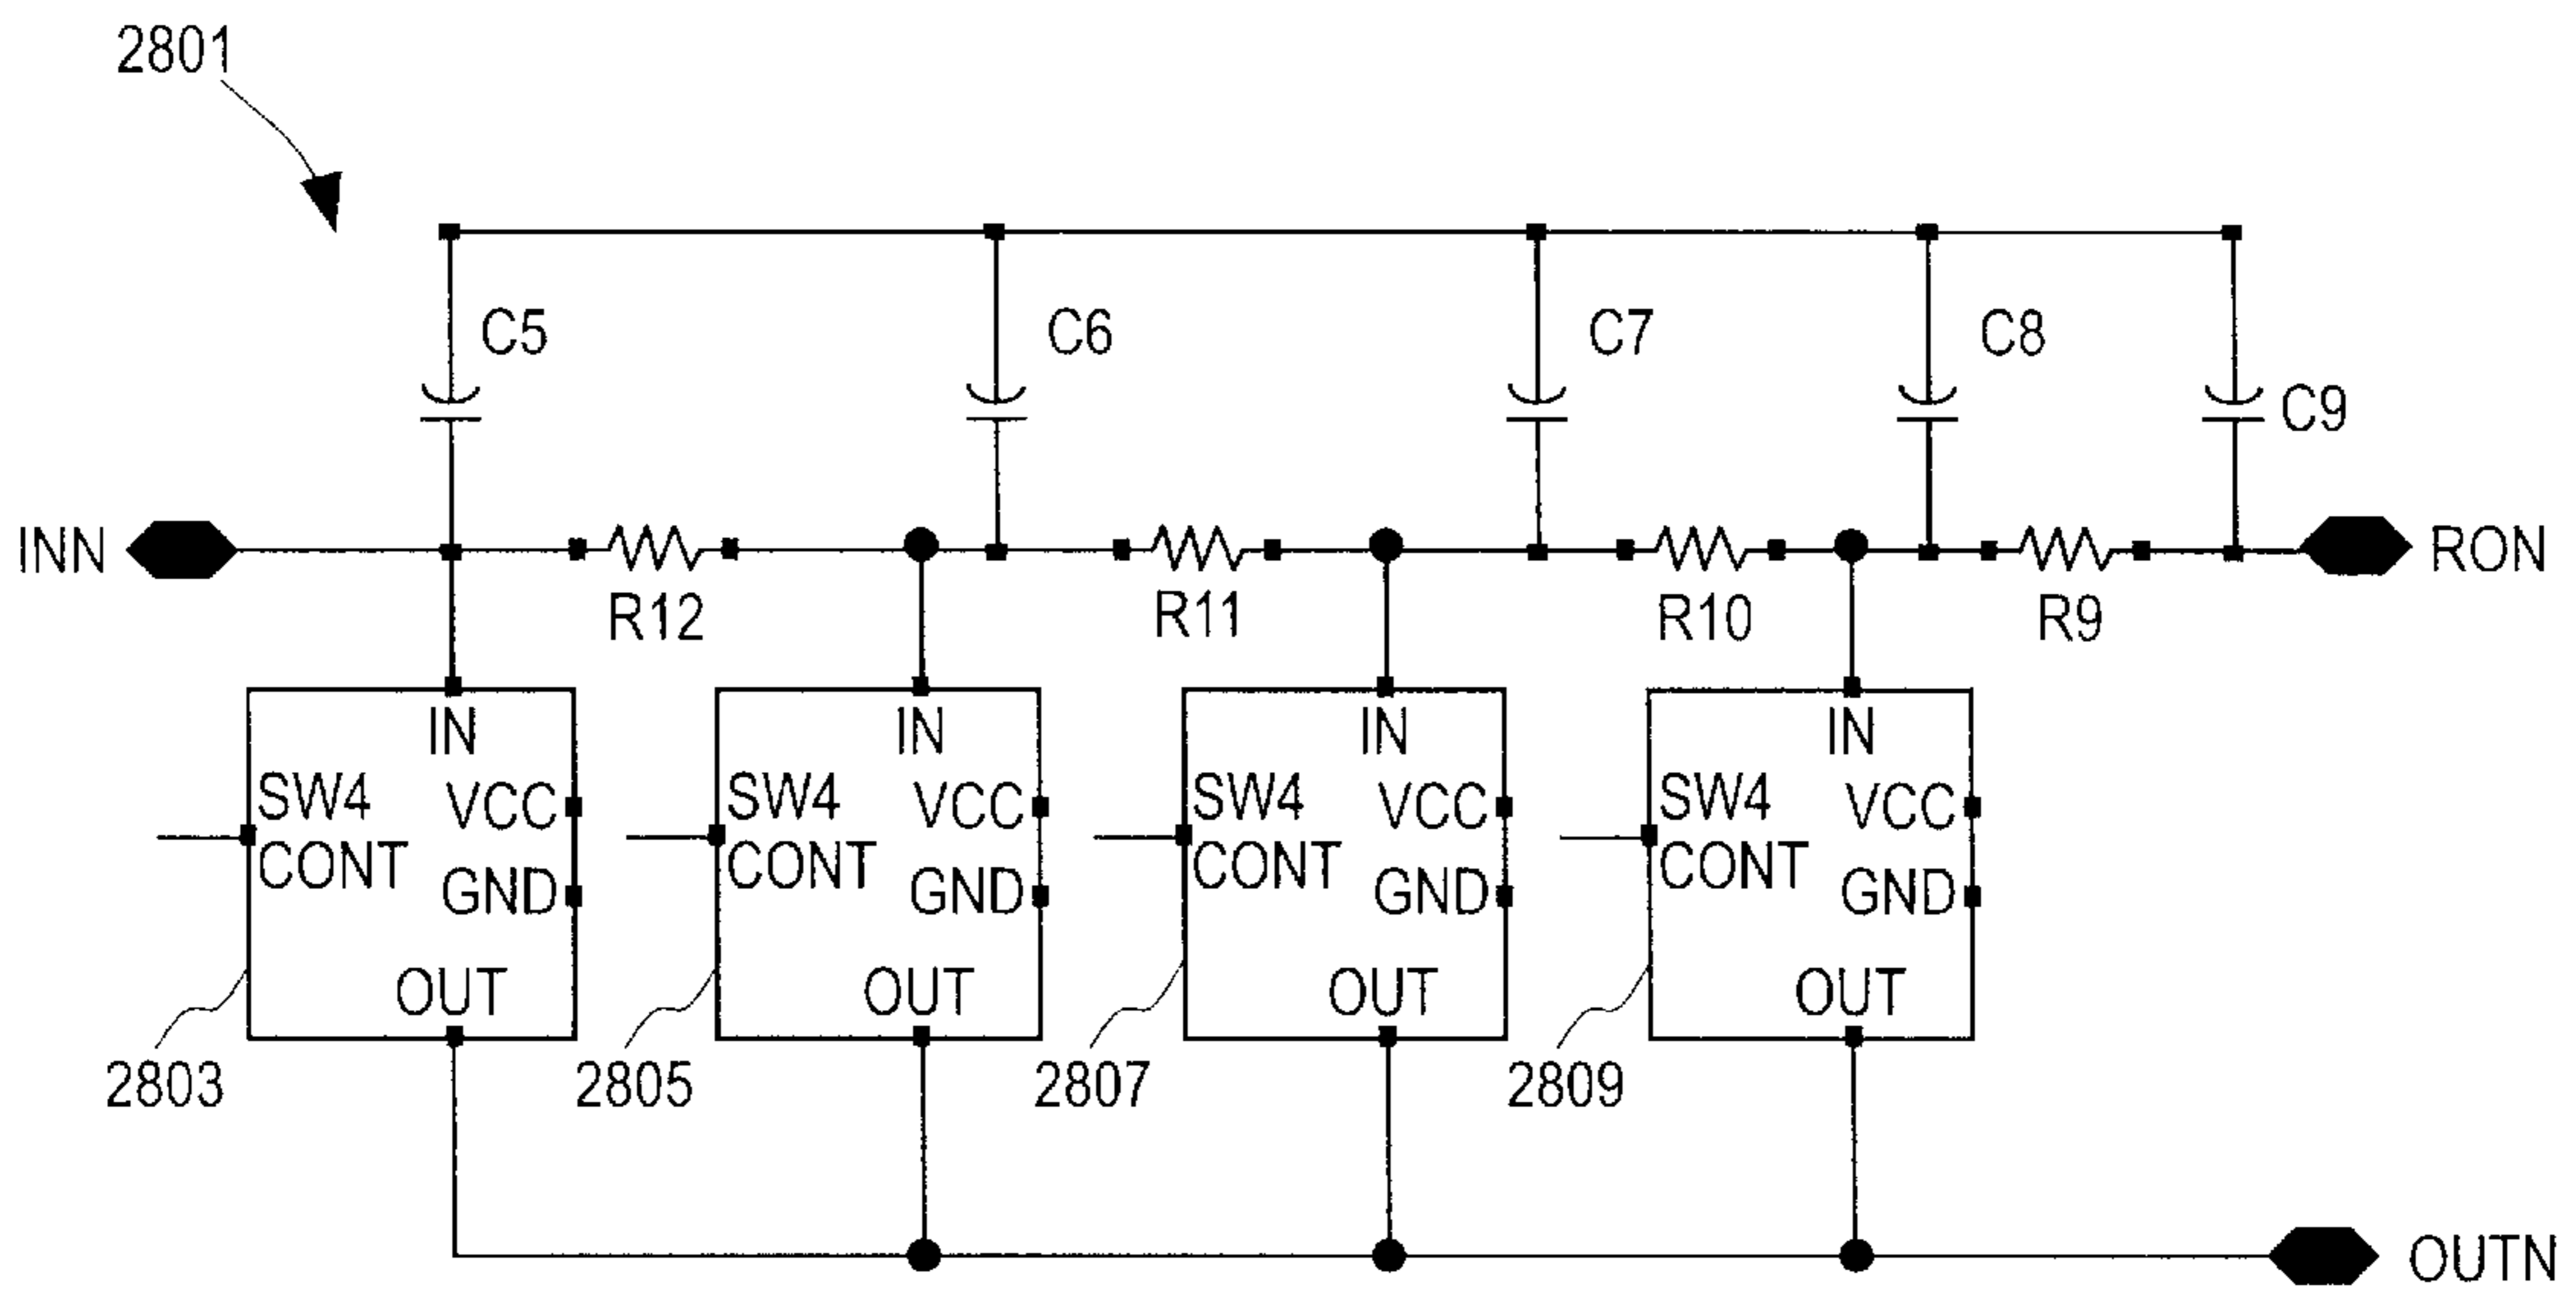 2801
C5
C6
C7
C8
C9
INN
RON
R12
R11
R10
R9
IN
IN
IN
IN
SW4
VCC
SW4
VCC
SW4
VCC
SW4
VCC
CONT
GND
CONT
GND
CONT
GND
CONT
GND
OUT
OUT
OUT
OUT
2803
2805
2807
2809
OUTN